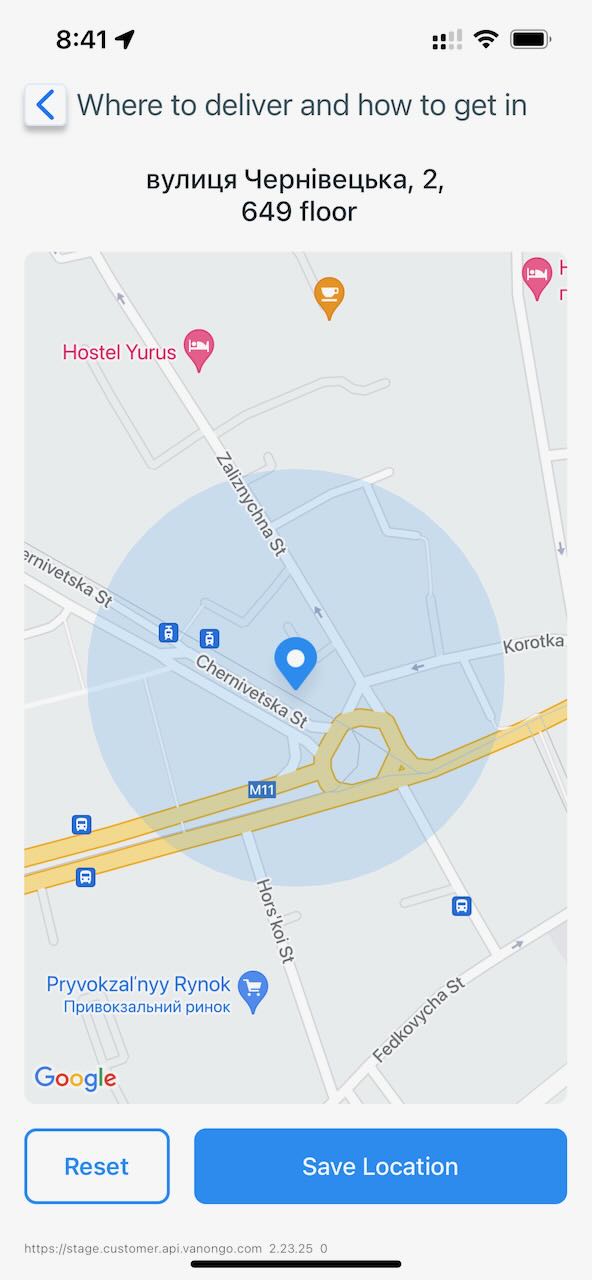 8:41
Where to deliver and how to get in
вулиця Чернівецька, 2,
649 floor
Hostel Yurus
Zaliznychna St
ernivetska St
Chernivetska St
Korotka
M11
Hors'koi St
Pryvokzal'nyy Rynok
Привокзальний ринок
Fedkovycha St
Google
Reset
Save Location
https://stage.customer.api.vanongo.com 2.23.25 0